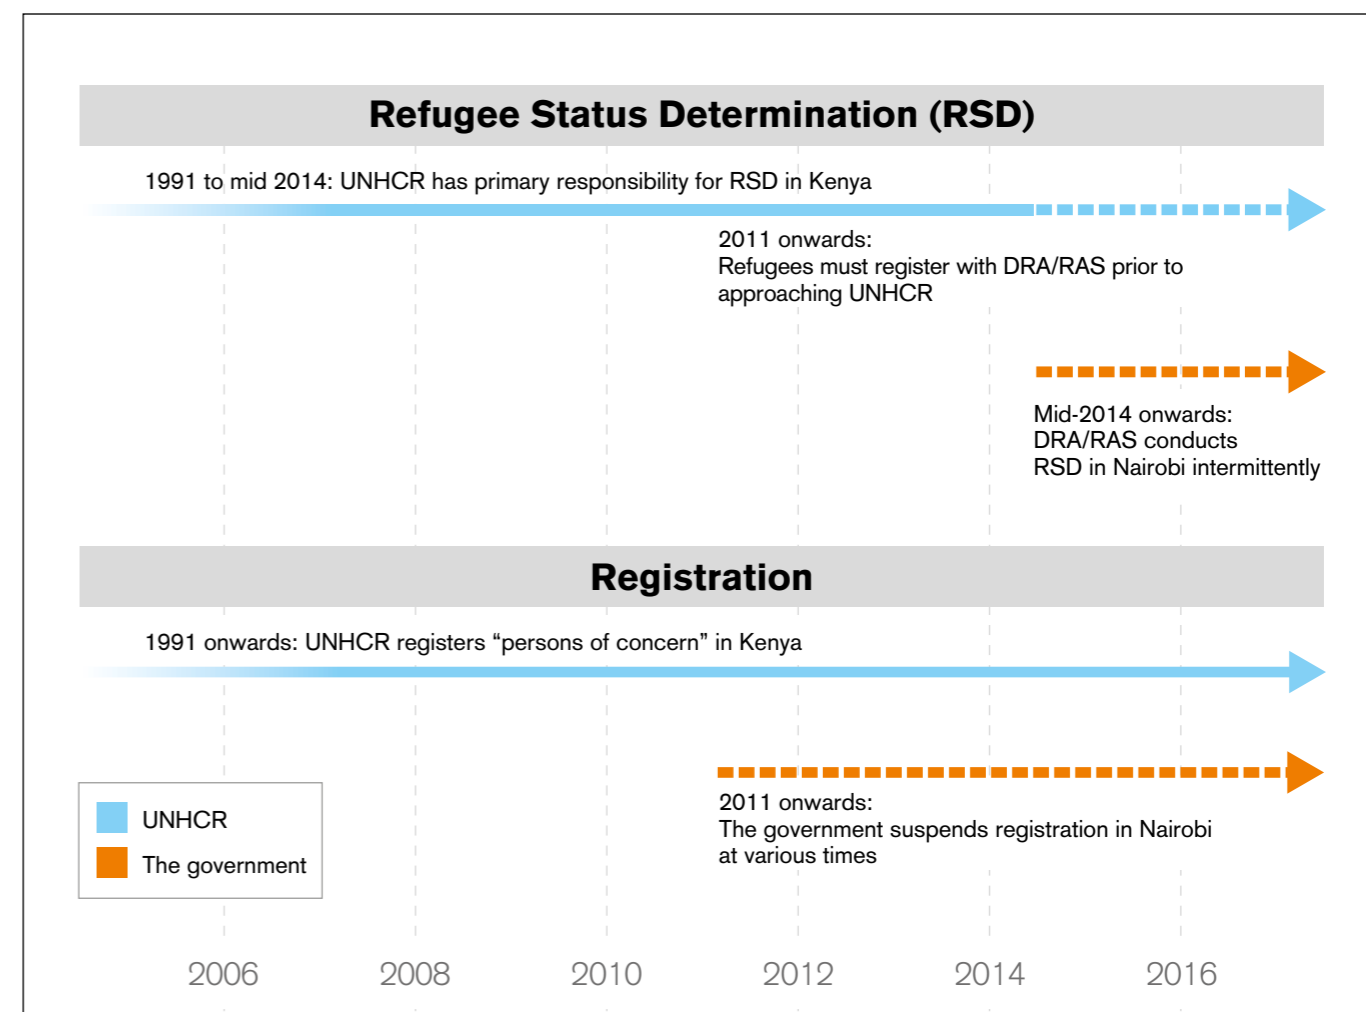 Refugee Status Determination (RSD)
1991 to mid 2014: UNHCR has primary responsibility for RSD in Kenya
2011 onwards:
Refugees must register with DRA/RAS prior to
approaching UNHCR
Mid-2014 onwards:
DRA/RAS conducts
RSD in Nairobi intermittently
Registration
1991 onwards: UNHCR registers “persons of concern” in Kenya
2011 onwards:
The government suspends registration in Nairobi
at various times
UNHCR
The government
2006 2008 2010 2012 2014 2016